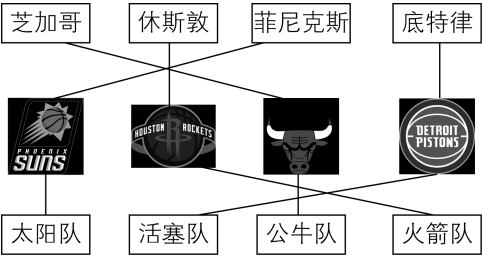 芝加哥
休斯敦
菲尼克斯
底特律
PHOENIX
SUNS
HOUSTON ROCKETS
DETROIT
PISTONS
太阳队
活塞队
公牛队
火箭队